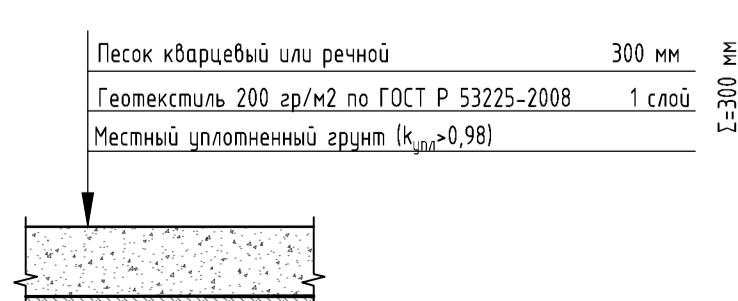 Песок кварцевый или речной 300 мм
Геотекстиль 200 гр/м2 по ГОСТ Р 53225-2008 1 слой
Местный уплотненный грунт (kупл>0,98)
Σ=300 мм